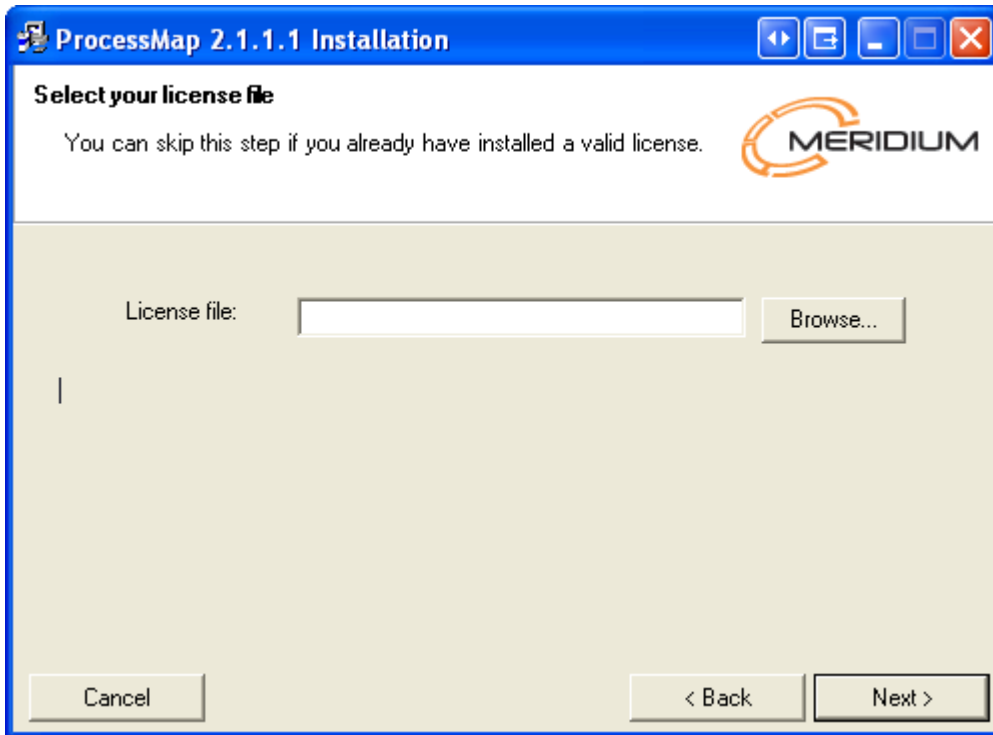 ProcessMap 2.1.1.1 Installation
Select your license file
You can skip this step if you already have installed a valid license.
MERIDIUM
License file:
Browse...
Cancel
< Back
Next >